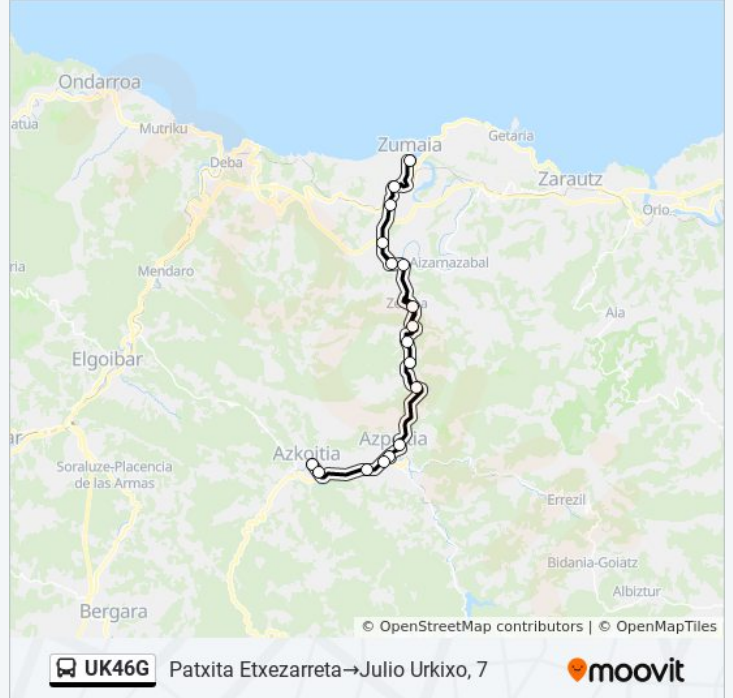 Ondarroa
Mutriku
Deba
Zumaia
Getaria
Zarautz
Orio
Aizarnazabal
Mendaro
Aia
Elgoibar
Azpeitia
Azkoitia
Soraluze-Placencia
de las Armas
Errezil
Bidania-Goiatz
Albiztur
Bergara
© OpenStreetMap contributors | © OpenMapTiles
UK46G Patxita Etxezarreta→Julio Urkixo, 7
moovit